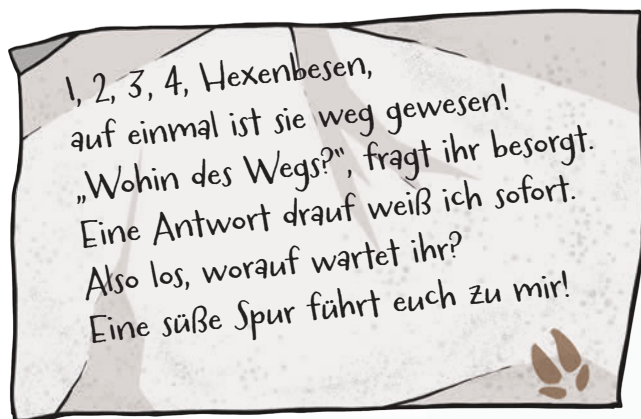 1, 2, 3, 4, Hexenbesen,
auf einmal ist sie weg gewesen!
„Wohin des Wegs?", fragt ihr besorgt.
Eine Antwort drauf weiß ich sofort.
Also los, worauf wartet ihr?
Eine süße Spur führt euch zu mir!